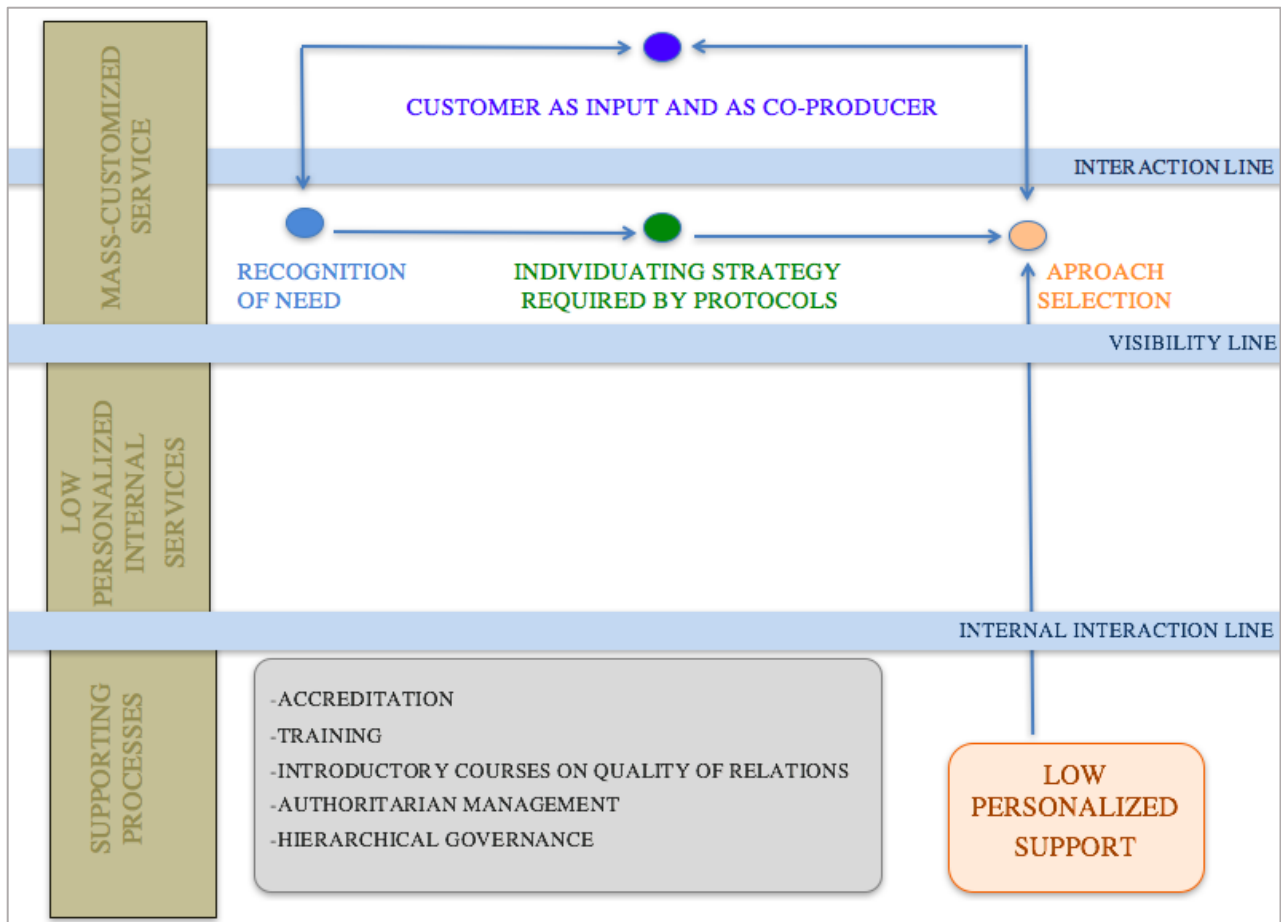 MASS-CUSTOMIZED
SERVICE
CUSTOMER AS INPUT AND AS CO-PRODUCER
INTERACTION LINE
RECOGNITION
OF NEED
INDIVIDUATING STRATEGY
REQUIRED BY PROTOCOLS
APROACH
SELECTION
VISIBILITY LINE
LOW
PERSONALIZED
INTERNAL
SERVICES
INTERNAL INTERACTION LINE
SUPPORTING
PROCESSES
-ACCREDITATION
-TRAINING
-INTRODUCTORY COURSES ON QUALITY OF RELATIONS
-AUTHORITARIAN MANAGEMENT
-HIERARCHICAL GOVERNANCE
LOW
PERSONALIZED
SUPPORT